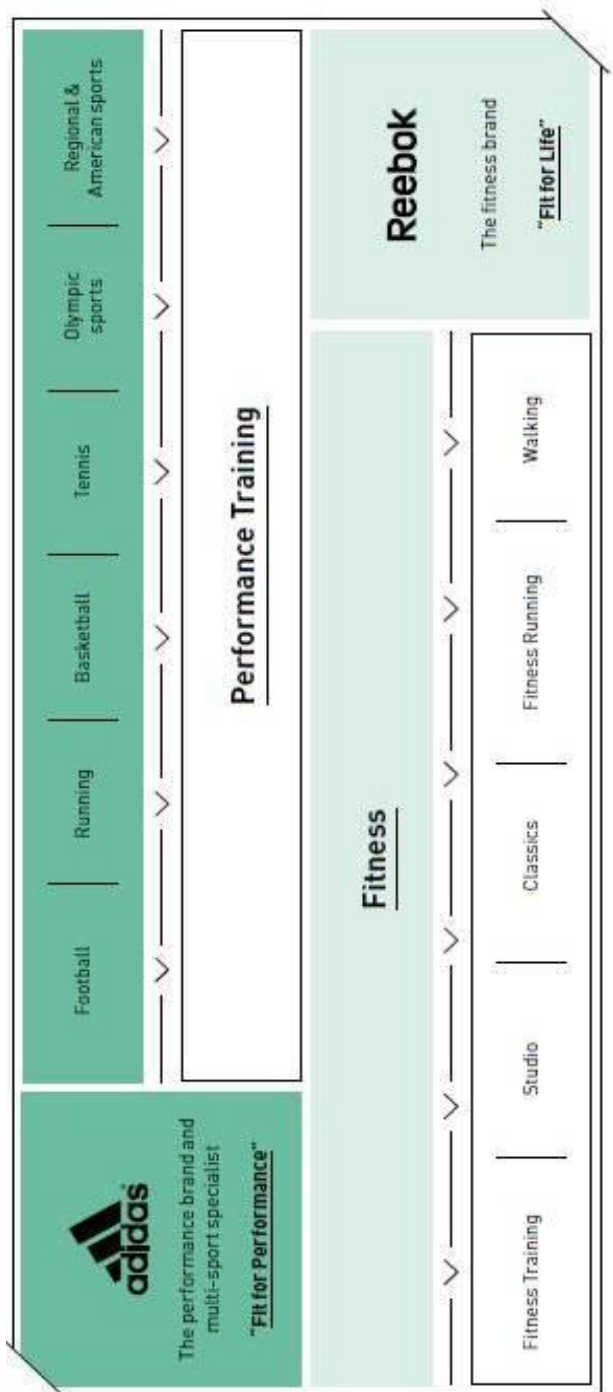 adidas
The performance brand and
multi-sport specialist
"Fit for Performance"
Football
Running
Basketball
Tennis
Olympic
sports
Regional &
American sports
Performance Training
Fitness
Reebok
The fitness brand
"Fit for Life"
Fitness Training
Studio
Classics
Fitness Running
Walking